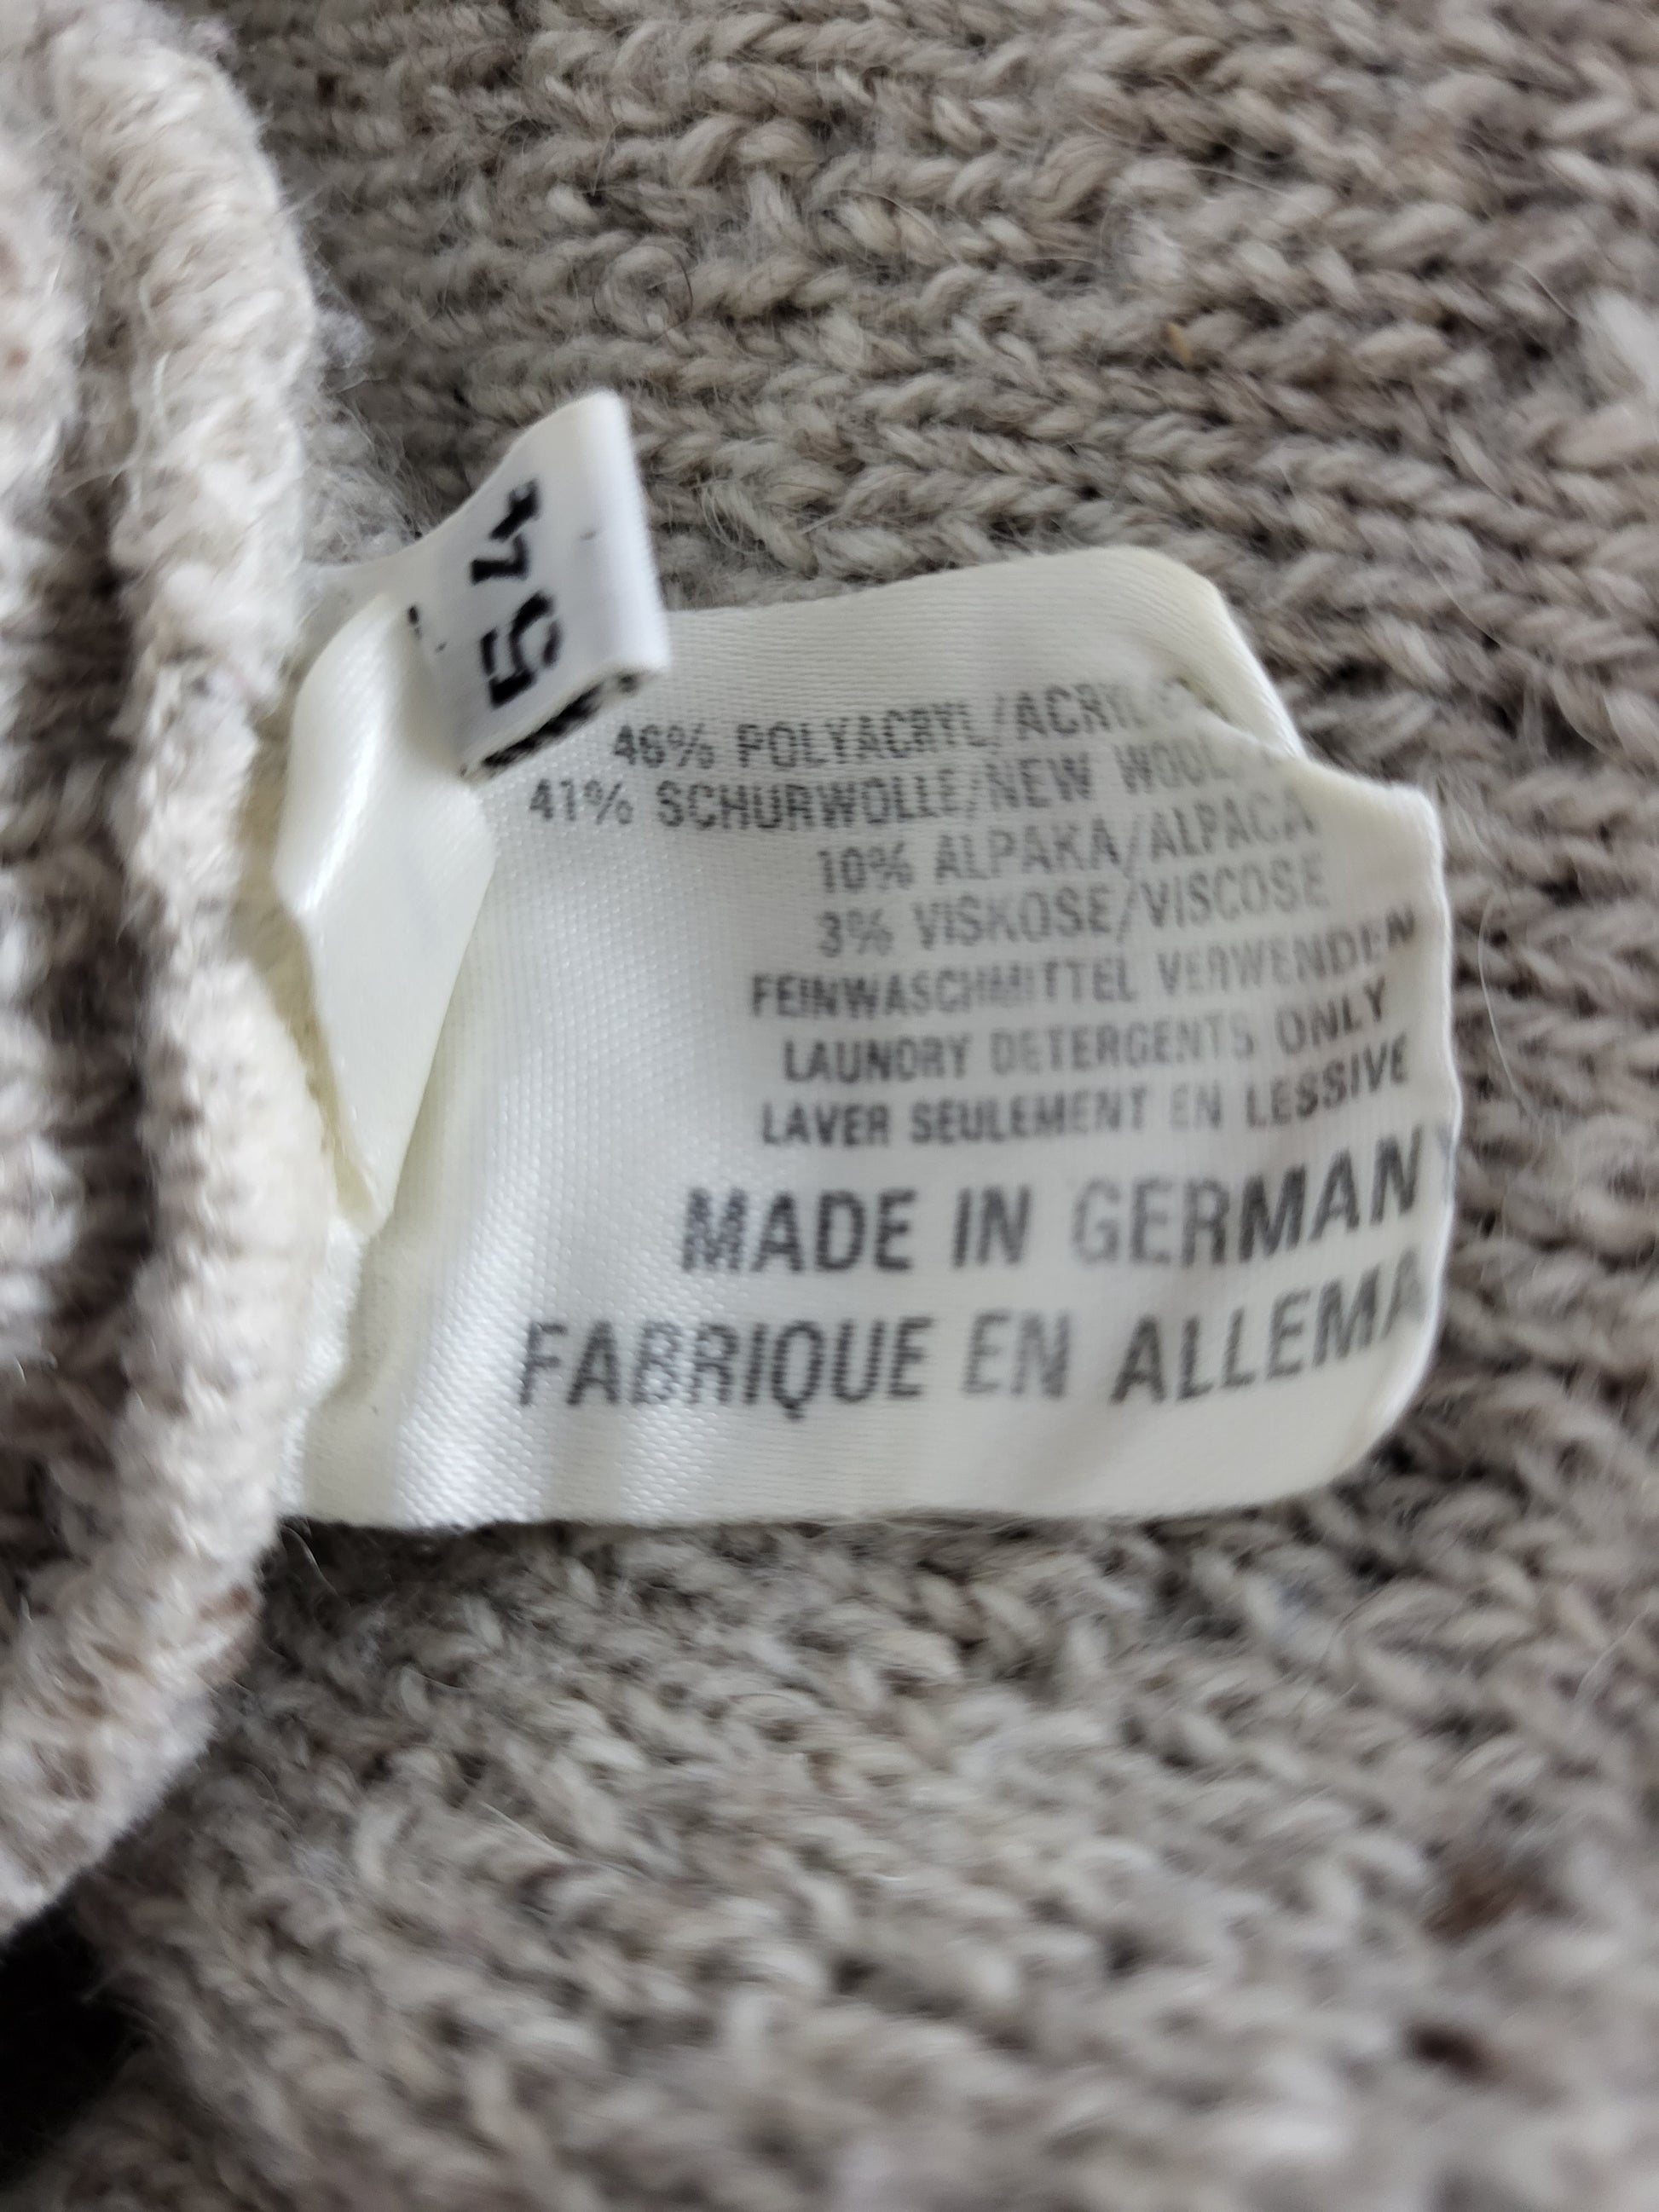 54
46% POLYACRYL/ACRYLE
41% SCHURWOLLE/NEW WOOL/
10% ALPAKA/ALPACA
3% VISKOSE/VISCOSE
FEINWASCHMITTEL VERWENDEN
LAUNDRY DETERGENTS ONLY
LAVER SEULEMENT EN LESSIVE
MADE IN GERMANY
FABRIQUE EN ALLEMA